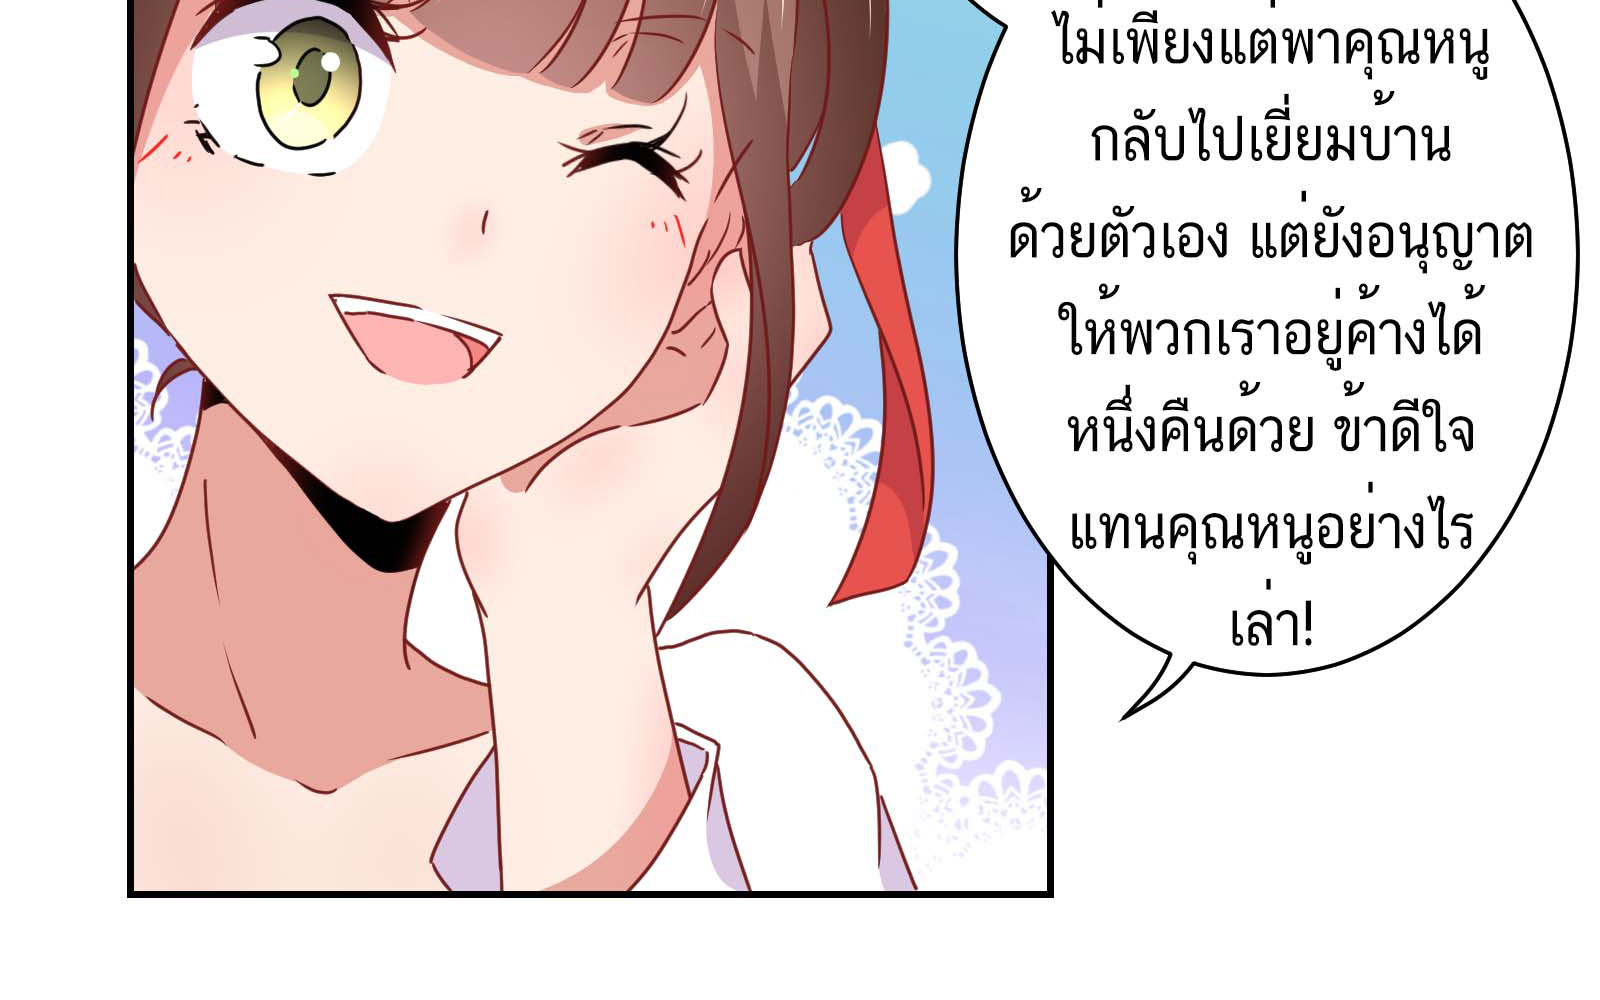 ไม่เพียงแต่พาคุณหนู
กลับไปเยี่ยมบ้าน
ด้วยตัวเอง แต่ยังอนุญาต
ให้พวกเราอยู่ค้างได้
หนึ่งคืนด้วย ข้าดีใจ
แทนคุณหนูอย่างไร
เล่า!